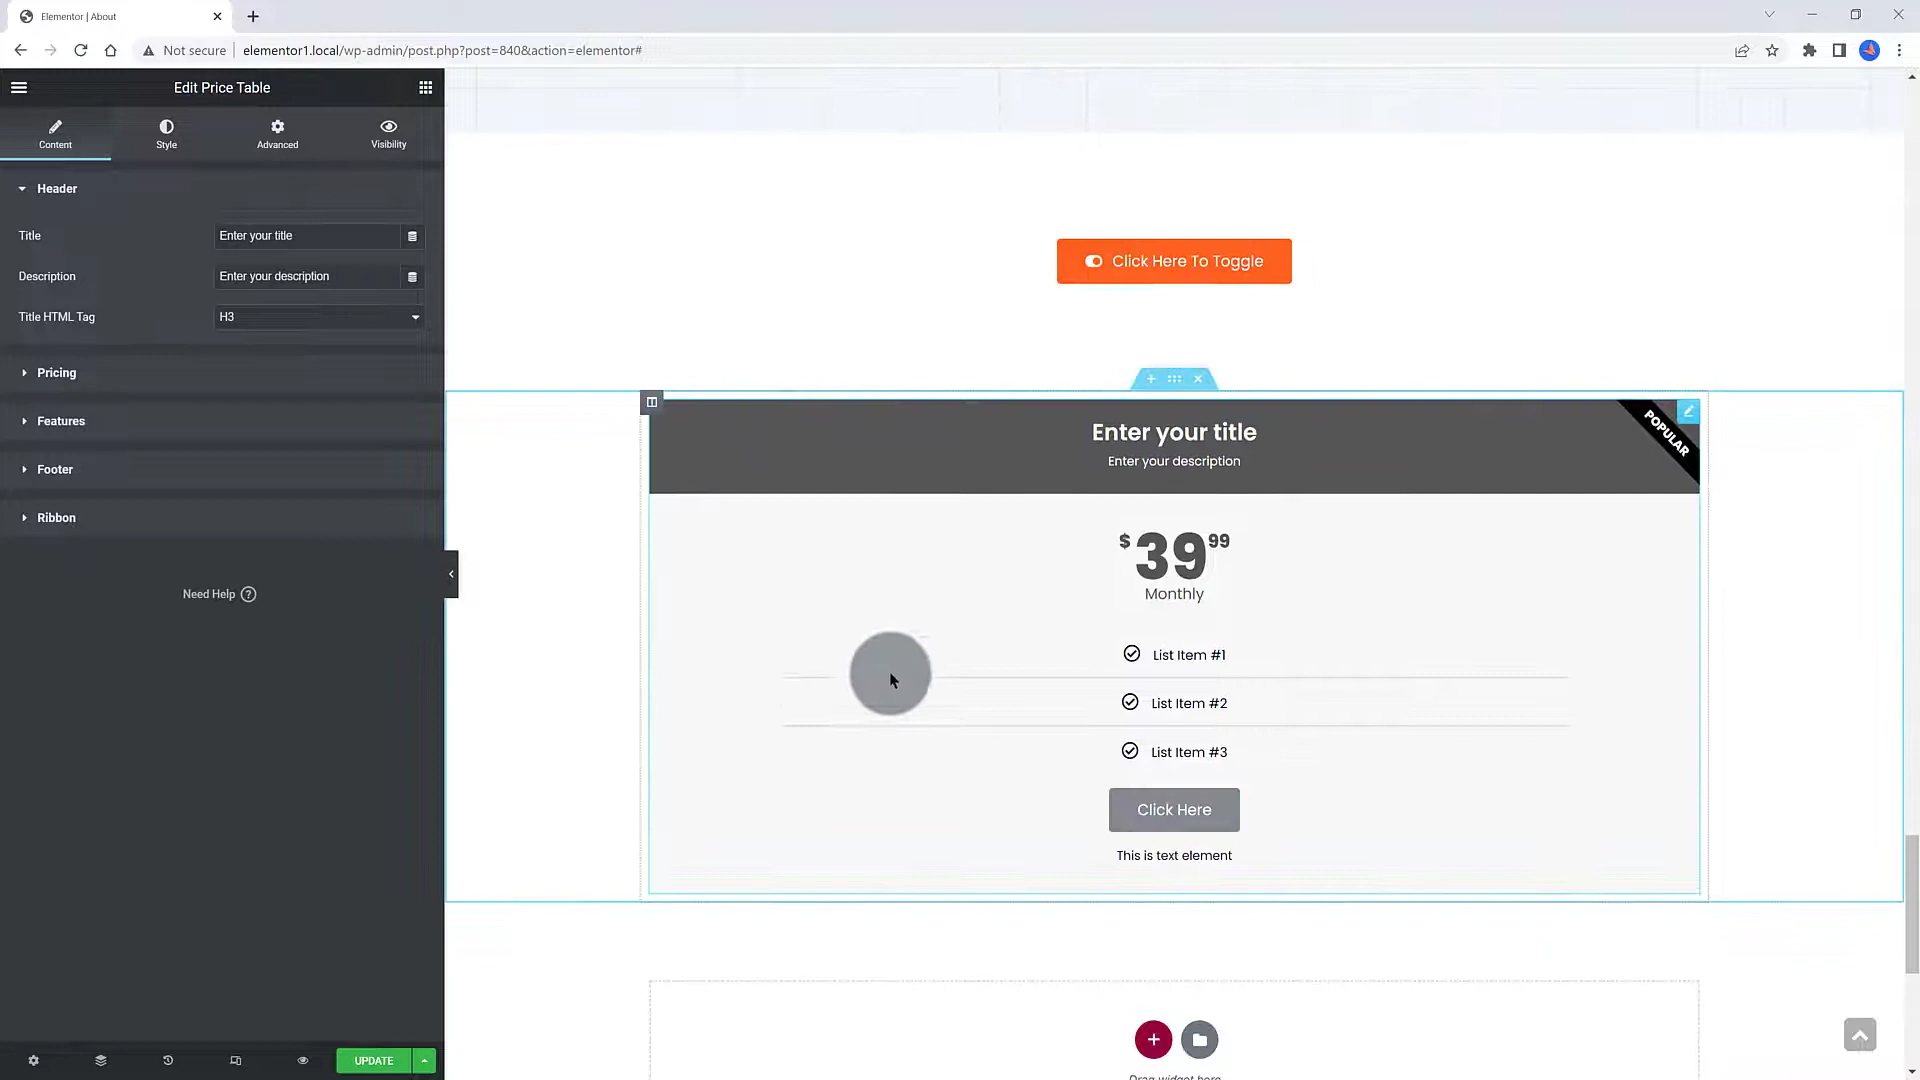 Elementor | About
Not secure
elementor1.local/wp-admin/post.php?post=840&action=elementor#
Edit Price Table
Content
Style
Advanced
Visibility
Header
Title
Enter your title
Description
Enter your description
Title HTML Tag
H3
Pricing
Features
Footer
Ribbon
Need Help ?
UPDATE
Click Here To Toggle
Enter your title
Enter your description
POPULAR
$ 39 99
Monthly
List Item #1
List Item #2
List Item #3
Click Here
This is text element
Drag widget here